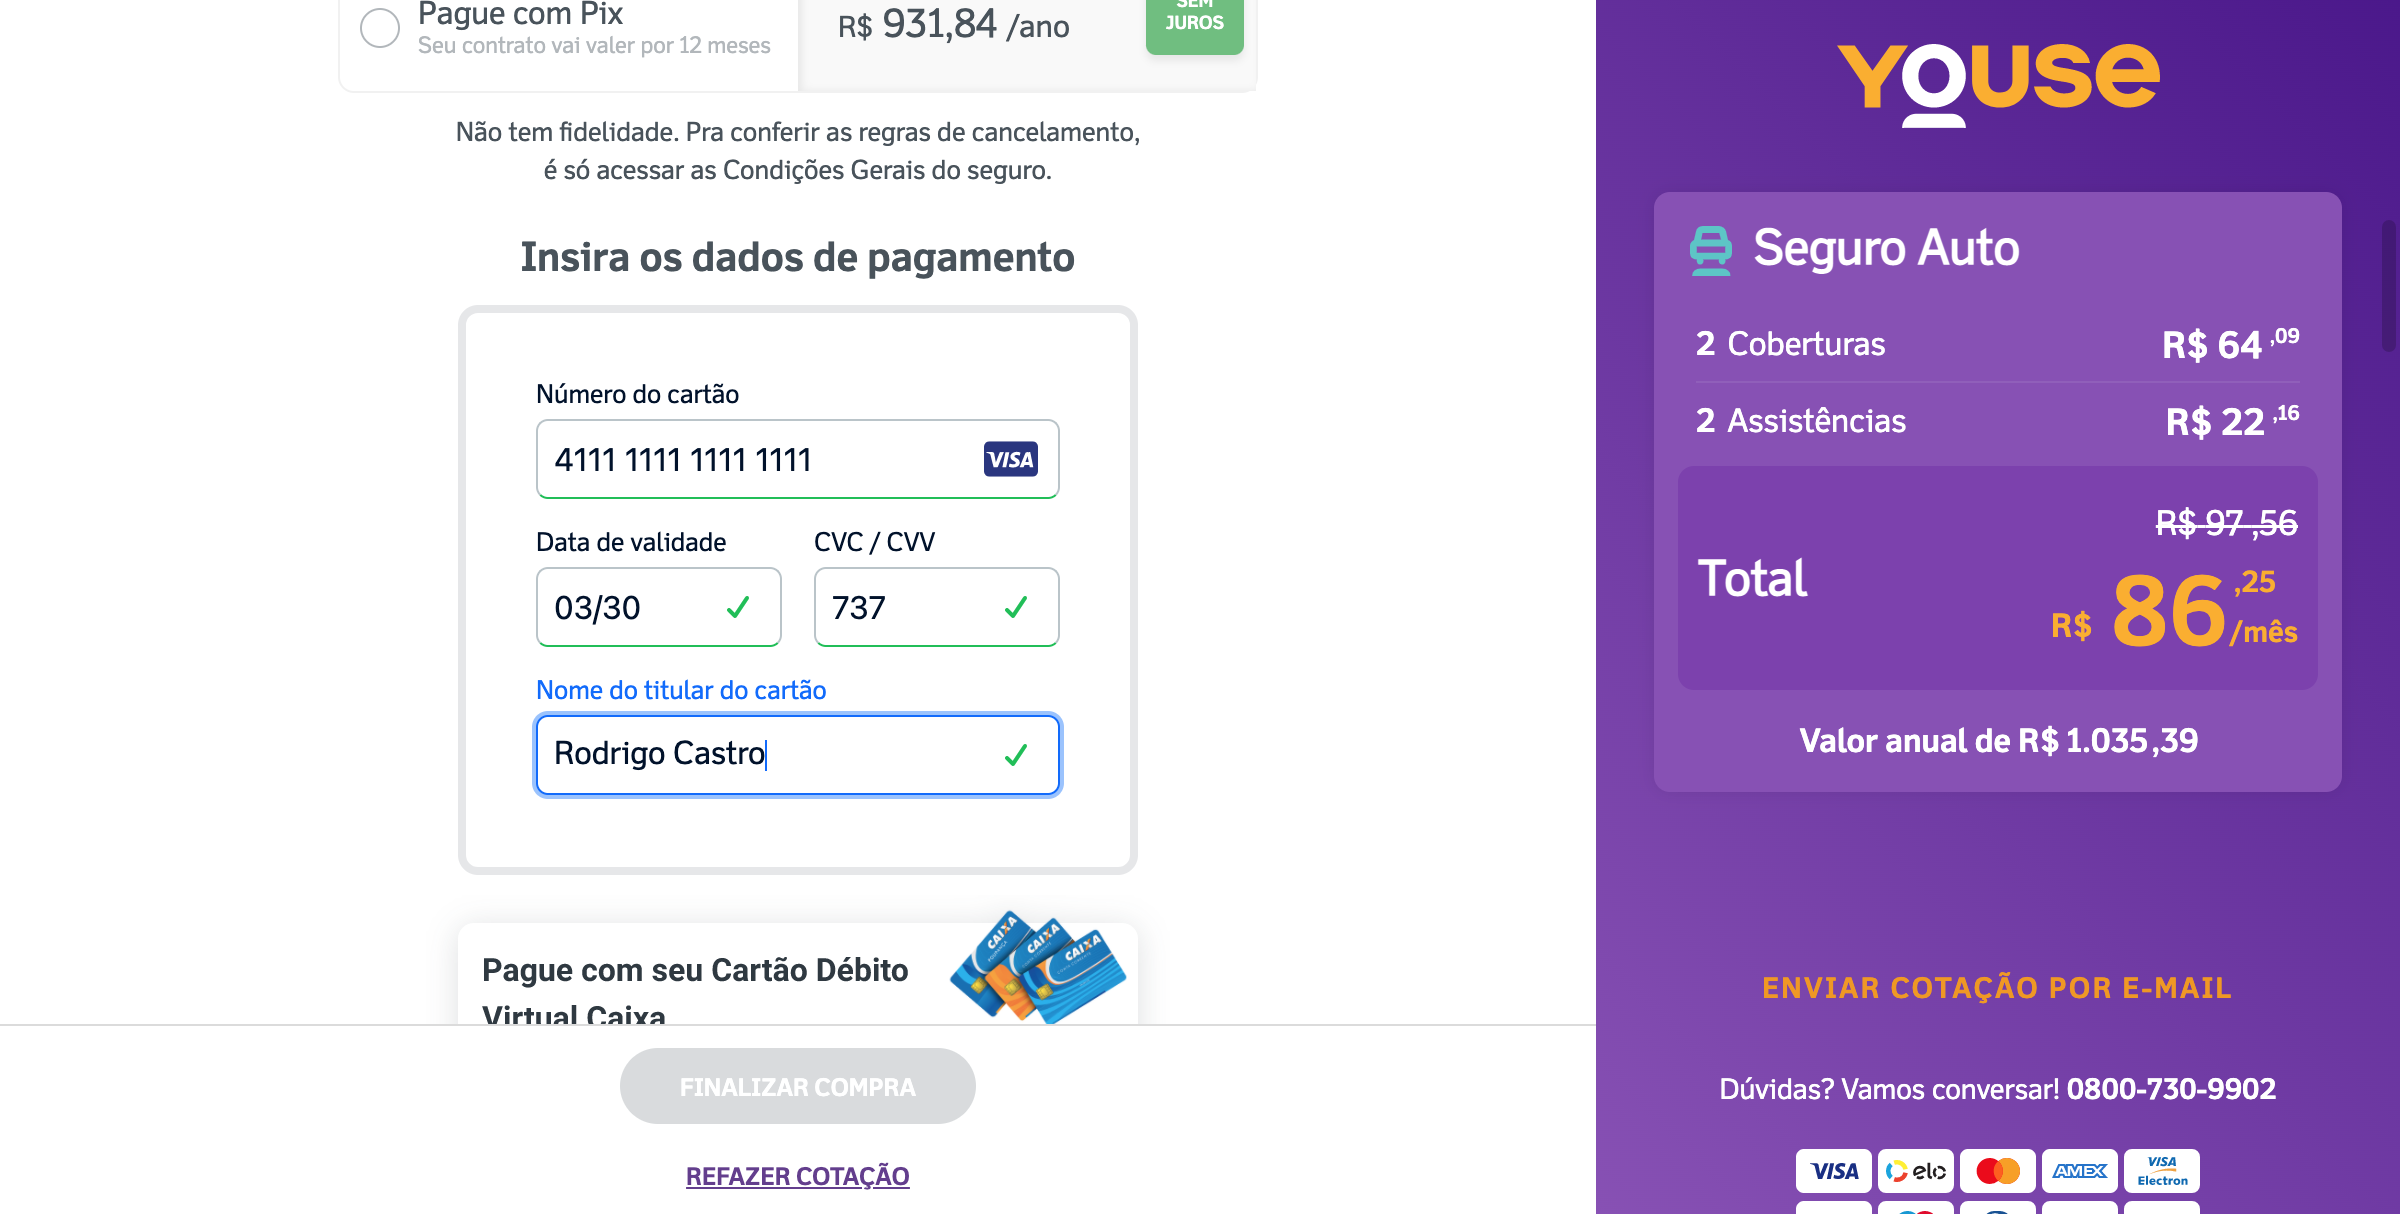 Pague com Pix
Seu contrato vai valer por 12 meses
R$ 931,84 /ano
SEM
JUROS
Não tem fidelidade. Pra conferir as regras de cancelamento,
é só acessar as Condições Gerais do seguro.
Insira os dados de pagamento
Número do cartão
4111 1111 1111 1111
VISA
Data de validade
CVC / CVV
03/30
737
Nome do titular do cartão
Rodrigo Castro
Pague com seu Cartão Débito
Virtual Caixa
CAIXA
CAIXA
CAIXA
FINALIZAR COMPRA
REFAZER COTAÇÃO
YOUSE
Seguro Auto
2 Coberturas R$ 64,09
2 Assistências R$ 22,16
R$ 97,56
Total
R$ 86,25/mês
Valor anual de R$ 1.035,39
ENVIAR COTAÇÃO POR E-MAIL
Dúvidas? Vamos conversar! 0800-730-9902
VISA
elo
AMEX
VISA
Electron